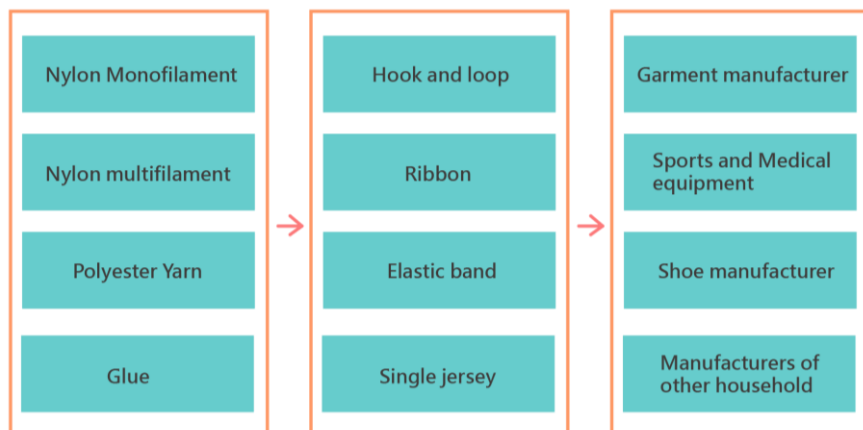 Nylon Monofilament
Nylon multifilament
Polyester Yarn
Glue
Hook and loop
Ribbon
Elastic band
Single jersey
Garment manufacturer
Sports and Medical
equipment
Shoe manufacturer
Manufacturers of
other household